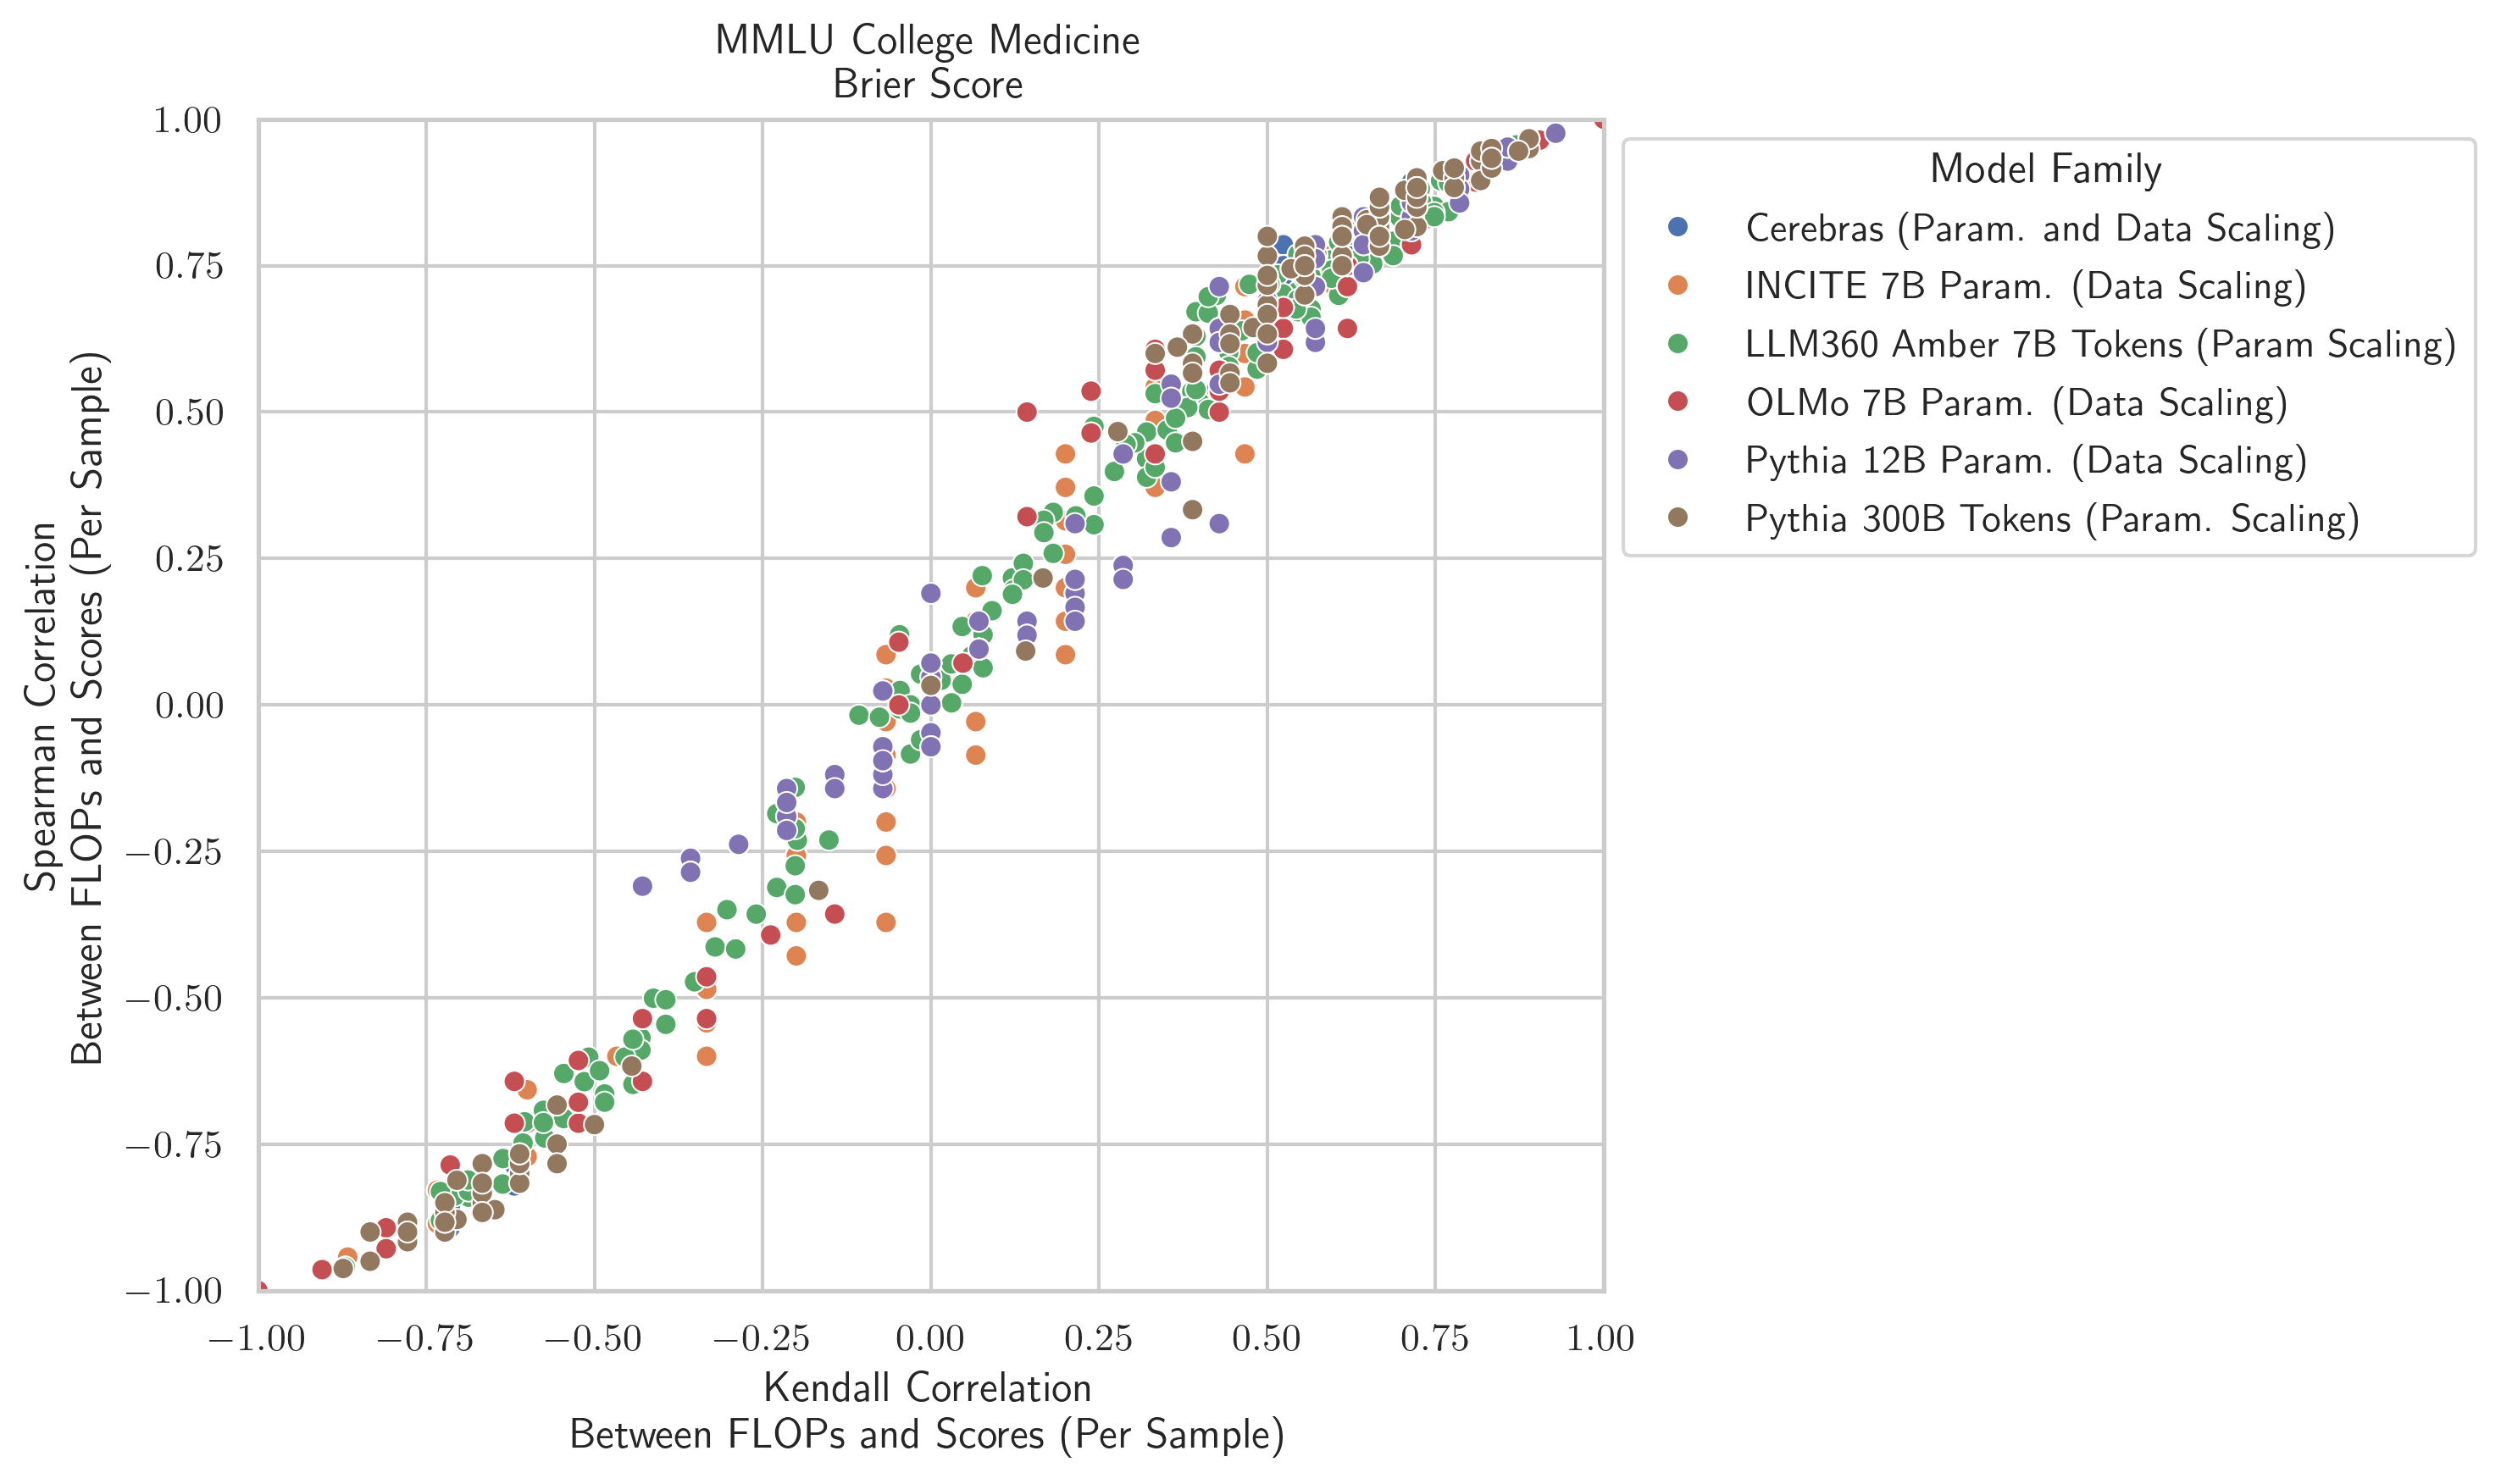 MMLU College Medicine
Brier Score
Spearman Correlation
Between FLOPs and Scores (Per Sample)
1.00
0.75
0.50
0.25
0.00
−0.25
−0.50
−0.75
−1.00
−1.00 −0.75 −0.50 −0.25 0.00 0.25 0.50 0.75 1.00
Kendall Correlation
Between FLOPs and Scores (Per Sample)
Model Family
Cerebras (Param. and Data Scaling)
INCITE 7B Param. (Data Scaling)
LLM360 Amber 7B Tokens (Param Scaling)
OLMo 7B Param. (Data Scaling)
Pythia 12B Param. (Data Scaling)
Pythia 300B Tokens (Param. Scaling)